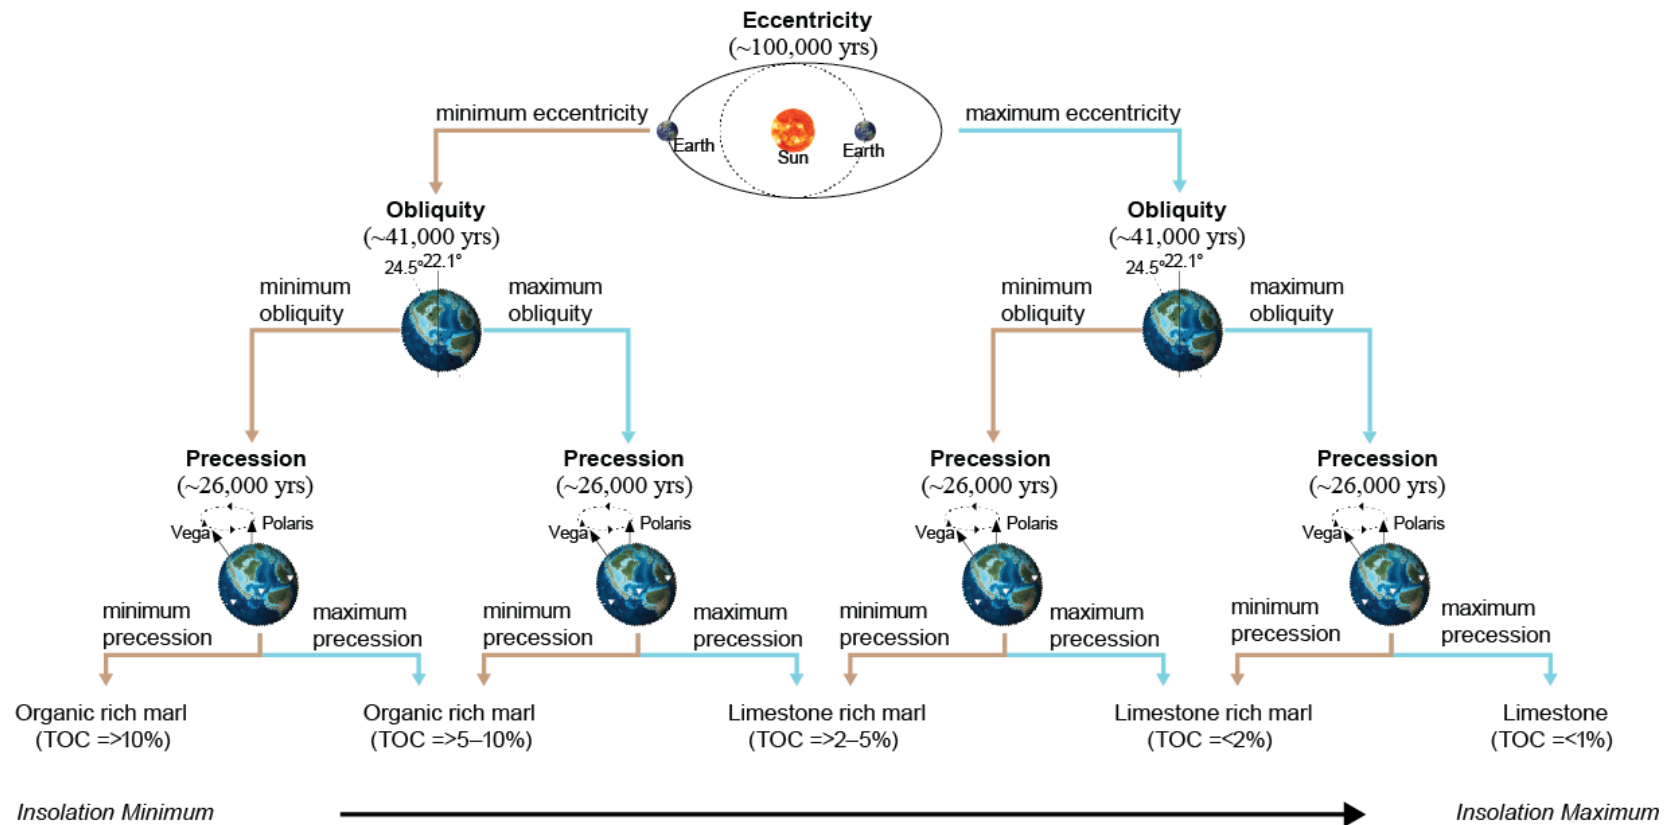 Eccentricity
(~100,000 yrs)
minimum eccentricity
maximum eccentricity
Earth
Sun
Earth
Obliquity
(~41,000 yrs)
24.5° 22.1°
minimum
obliquity
maximum
obliquity
Obliquity
(~41,000 yrs)
24.5° 22.1°
minimum
obliquity
maximum
obliquity
Precession
(~26,000 yrs)
Vega
Polaris
minimum
precession
maximum
precession
Precession
(~26,000 yrs)
Vega
Polaris
minimum
precession
maximum
precession
Precession
(~26,000 yrs)
Vega
Polaris
minimum
precession
maximum
precession
Precession
(~26,000 yrs)
Vega
Polaris
minimum
precession
maximum
precession
Organic rich marl
(TOC =>10%)
Organic rich marl
(TOC =>5–10%)
Limestone rich marl
(TOC =>2–5%)
Limestone rich marl
(TOC =<2%)
Limestone
(TOC =<1%)
Insolation Minimum
Insolation Maximum